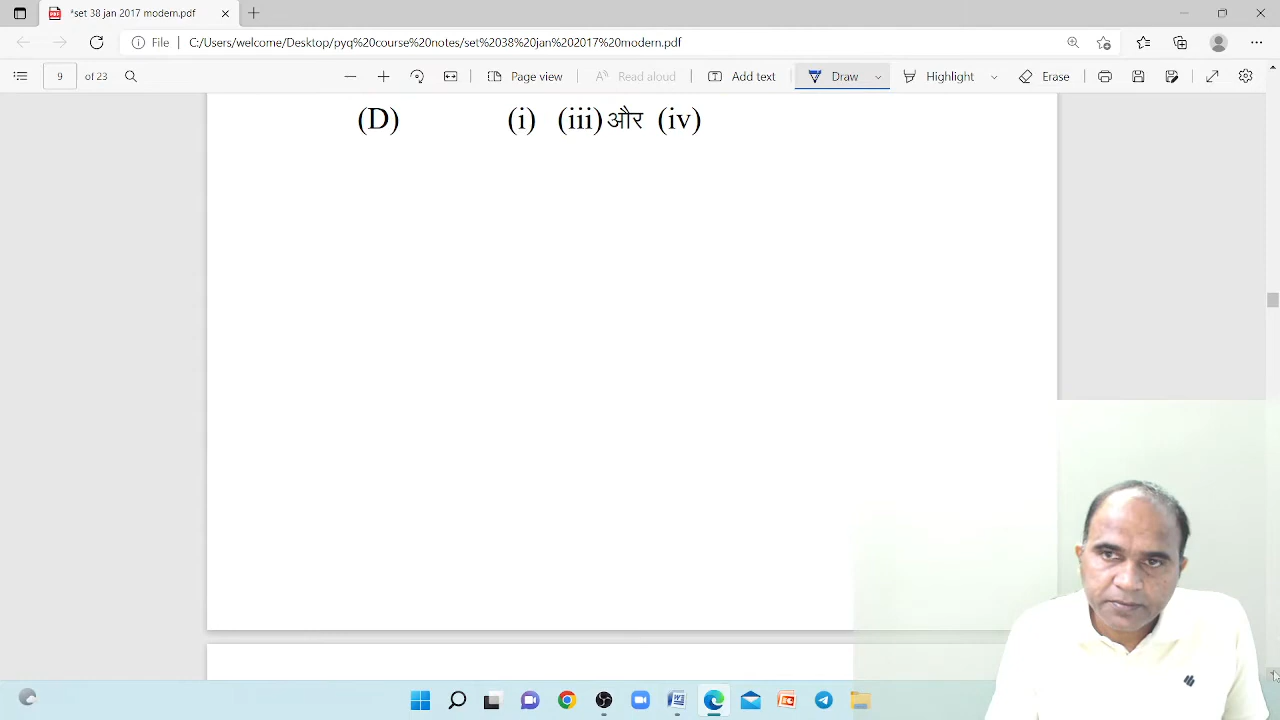 *set 38 jan 2017 modern.pdf
File | C:/Users/welcome/Desktop/pyq%20course%20notes/set%2038%20jan%202017%20modern.pdf
9 of 23 Page view Read aloud Add text Draw Highlight Erase
(D) (i) (iii) और (iv)